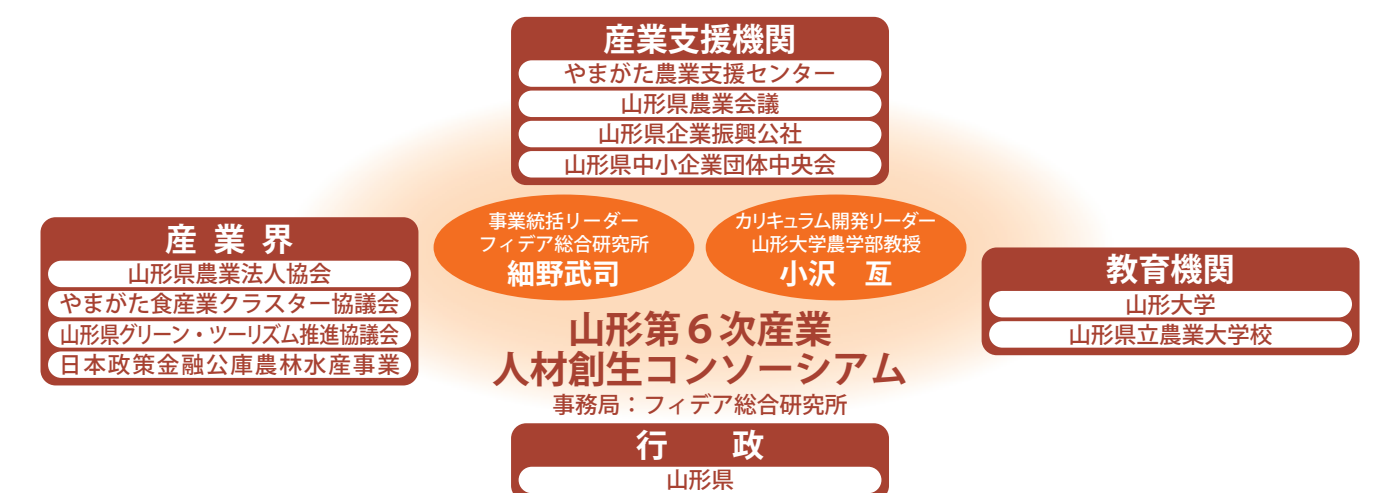 産業支援機関
やまがた農業支援センター
山形県農業会議
山形県企業振興公社
山形県中小企業団体中央会
産業界
山形県農業法人協会
やまがた食産業クラスター協議会
山形県グリーン・ツーリズム推進協議会
日本政策金融公庫農林水産事業
事業統括リーダー
フィデア総合研究所
細野武司
カリキュラム開発リーダー
山形大学農学部教授
小沢 亙
教育機関
山形大学
山形県立農業大学校
山形第6次産業
人材創生コンソーシアム
事務局:フィデア総合研究所
行 政
山形県